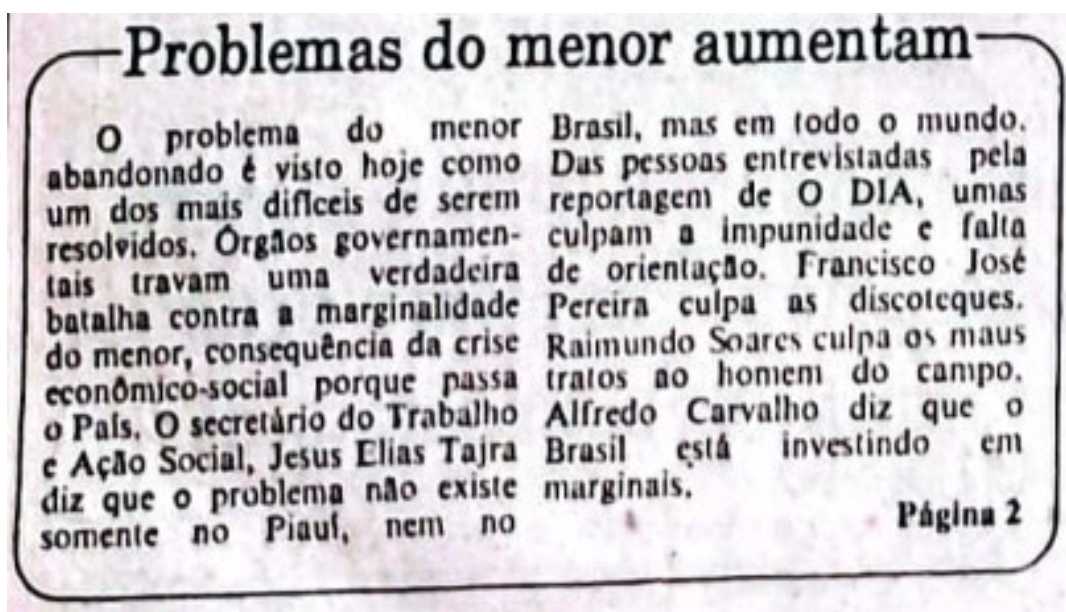 Problemas do menor aumentam
O problema do menor
abandonado é visto hoje como
um dos mais difíceis de serem
resolvidos. Órgãos governamen-
tais travam uma verdadeira
batalha contra a marginalidade
do menor, consequência da crise
econômico-social porque passa
o País. O secretário do Trabalho
e Ação Social, Jesus Elias Tajra
diz que o problema não existe
somente no Piauí, nem no
Brasil, mas em todo o mundo.
Das pessoas entrevistadas pela
reportagem de O DIA, umas
culpam a impunidade e falta
de orientação. Francisco José
Pereira culpa as discoteques.
Raimundo Soares culpa os maus
tratos ao homem do campo.
Alfredo Carvalho diz que o
Brasil está investindo em
marginais.
Página 2